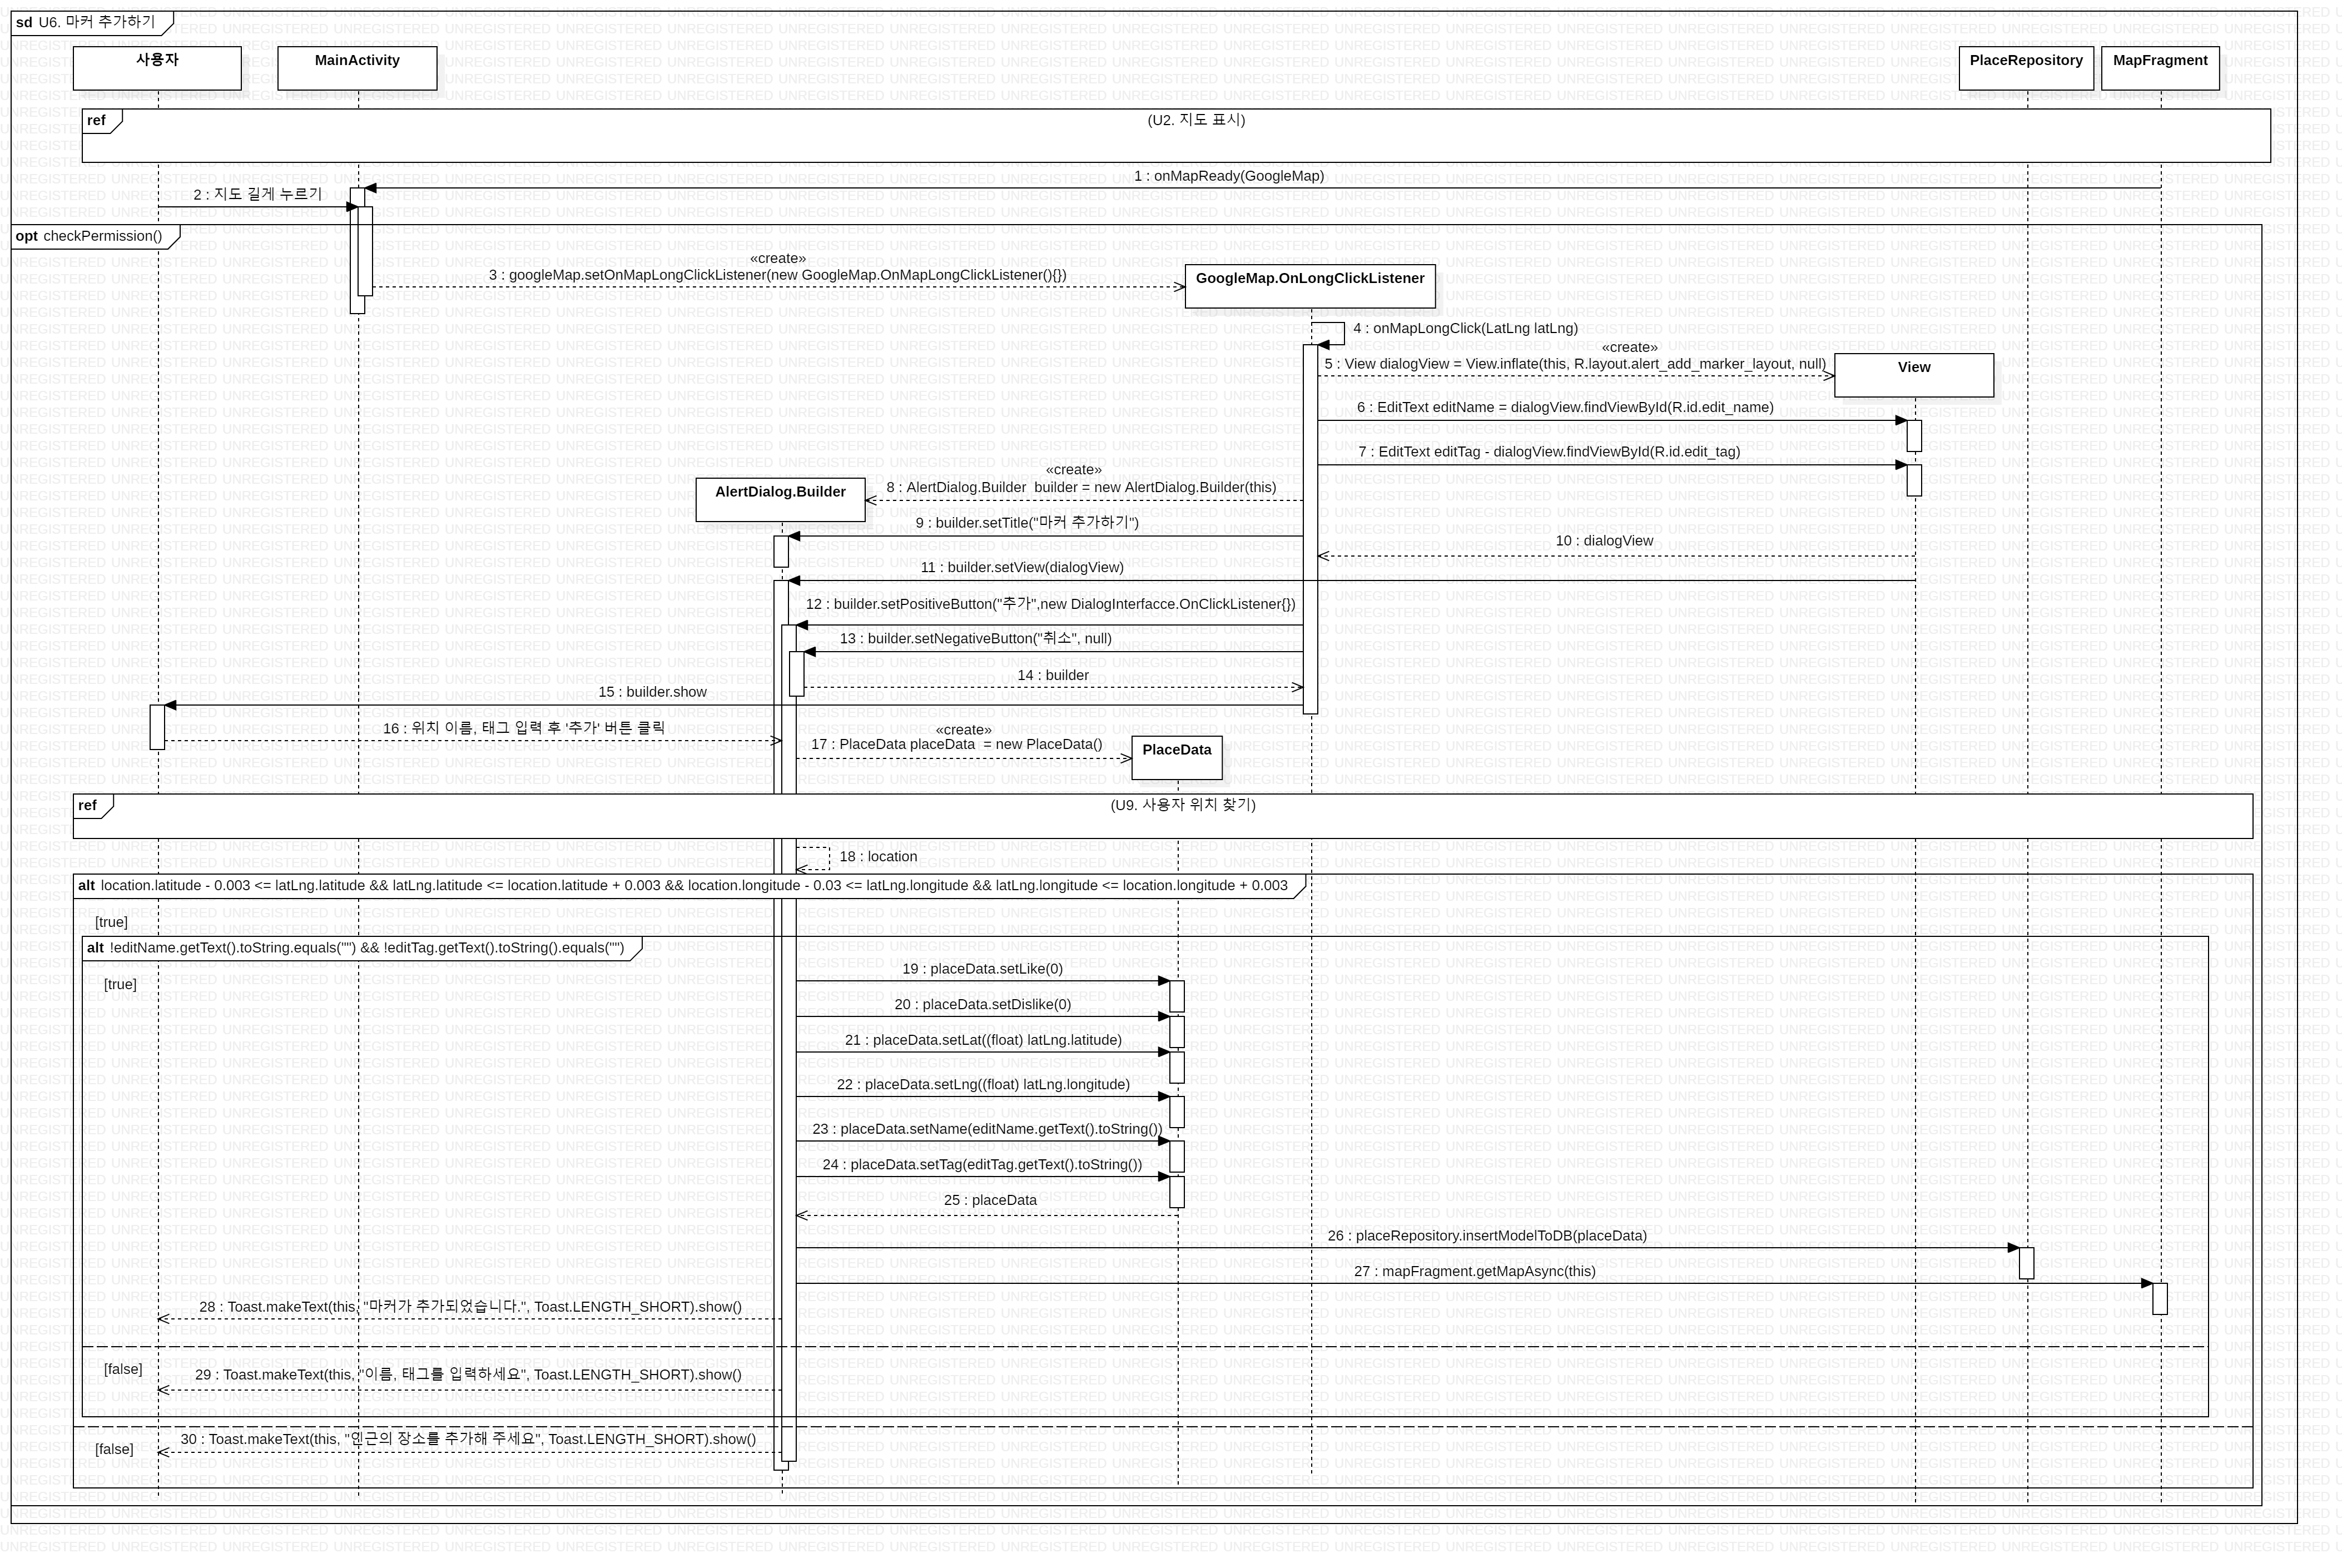 sd U6. 마커 추가하기
사용자
MainActivity
PlaceRepository
MapFragment
ref
(U2. 지도 표시)
1 : onMapReady(GoogleMap)
2 : 지도 길게 누르기
opt checkPermission()
«create»
3 : googleMap.setOnMapLongClickListener(new GoogleMap.OnMapLongClickListener(){})
GoogleMap.OnLongClickListener
4 : onMapLongClick(LatLng latLng)
«create»
5 : View dialogView = View.inflate(this, R.layout.alert_add_marker_layout, null)
View
6 : EditText editName = dialogView.findViewById(R.id.edit_name)
7 : EditText editTag - dialogView.findViewById(R.id.edit_tag)
«create»
8 : AlertDialog.Builder  builder = new AlertDialog.Builder(this)
AlertDialog.Builder
9 : builder.setTitle("마커 추가하기")
10 : dialogView
11 : builder.setView(dialogView)
12 : builder.setPositiveButton("추가",new DialogInterfacce.OnClickListener{})
13 : builder.setNegativeButton("취소", null)
14 : builder
15 : builder.show
16 : 위치 이름, 태그 입력 후 '추가' 버튼 클릭
«create»
17 : PlaceData placeData  = new PlaceData()
PlaceData
ref
(U9. 사용자 위치 찾기)
18 : location
alt location.latitude - 0.003 <= latLng.latitude && latLng.latitude <= location.latitude + 0.003 && location.longitude - 0.03 <= latLng.longitude && latLng.longitude <= location.longitude + 0.003
[true]
alt !editName.getText().toString.equals("") && !editTag.getText().toString().equals("")
[true]
19 : placeData.setLike(0)
20 : placeData.setDislike(0)
21 : placeData.setLat((float) latLng.latitude)
22 : placeData.setLng((float) latLng.longitude)
23 : placeData.setName(editName.getText().toString())
24 : placeData.setTag(editTag.getText().toString())
25 : placeData
26 : placeRepository.insertModelToDB(placeData)
27 : mapFragment.getMapAsync(this)
28 : Toast.makeText(this, "마커가 추가되었습니다.", Toast.LENGTH_SHORT).show()
[false]
29 : Toast.makeText(this, "이름, 태그를 입력하세요", Toast.LENGTH_SHORT).show()
[false]
30 : Toast.makeText(this, "인근의 장소를 추가해 주세요", Toast.LENGTH_SHORT).show()
UNREGISTERED